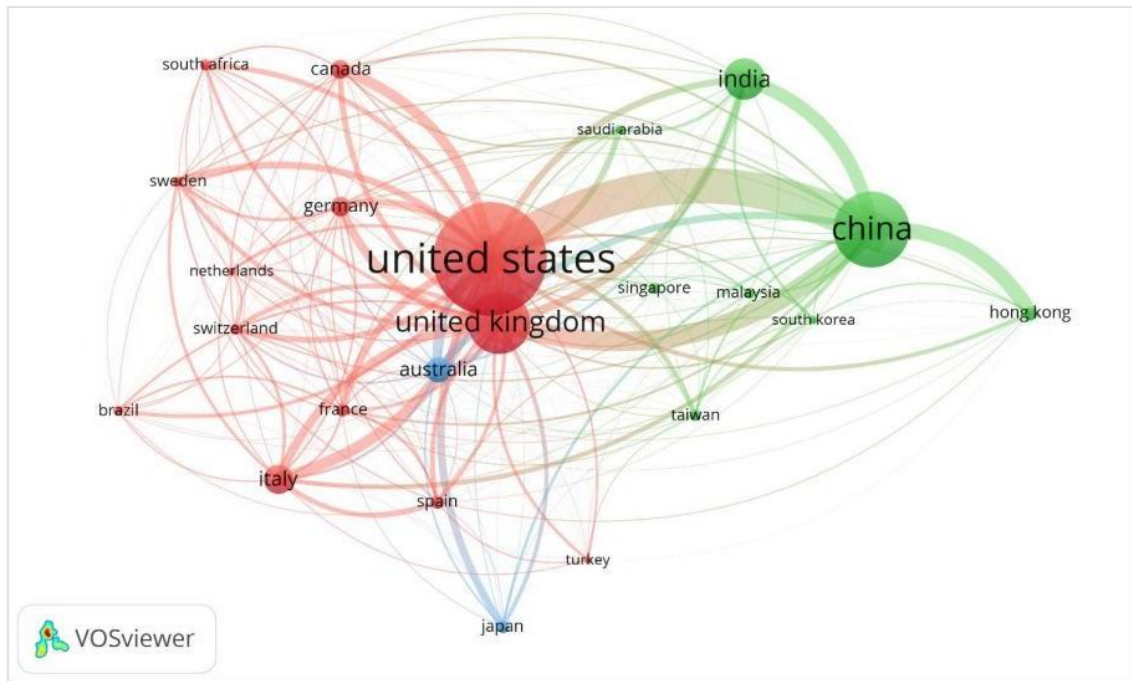 south africa
canada
india
saudi arabia
sweden
germany
china
united states
netherlands
singapore
malaysia
hong kong
south korea
united kingdom
switzerland
australia
brazil
france
taiwan
italy
spain
turkey
japan
VOSviewer